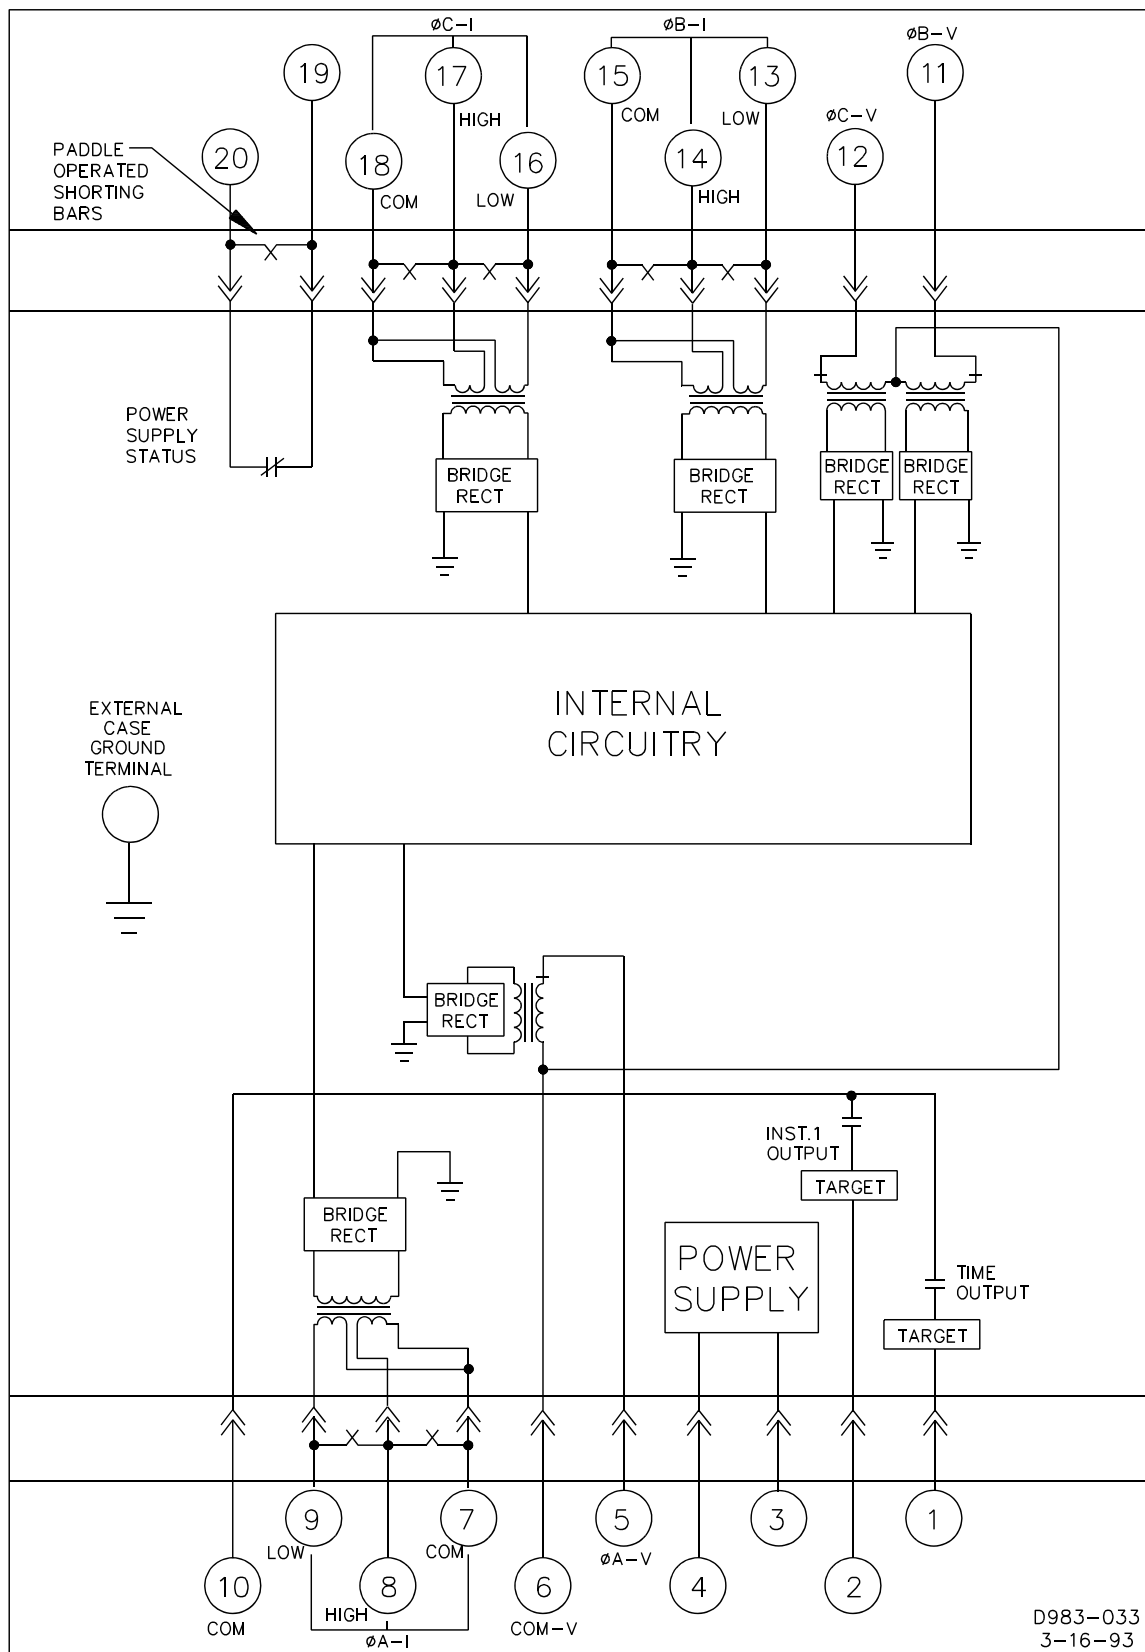 øC-I
øB-I
øB-V
19
17
15
13
11
HIGH
COM
LOW
øC-V
20
18
16
14
12
PADDLE
OPERATED
SHORTING
BARS
COM
LOW
HIGH
POWER
SUPPLY
STATUS
BRIDGE
RECT
BRIDGE
RECT
BRIDGE
RECT
BRIDGE
RECT
INTERNAL
CIRCUITRY
EXTERNAL
CASE
GROUND
TERMINAL
BRIDGE
RECT
INST.1
OUTPUT
TARGET
BRIDGE
RECT
POWER
SUPPLY
TIME
OUTPUT
TARGET
9
7
5
3
1
LOW
COM
øA-V
10
8
6
4
2
COM
HIGH
øA-I
COM-V
D983-033
3-16-93